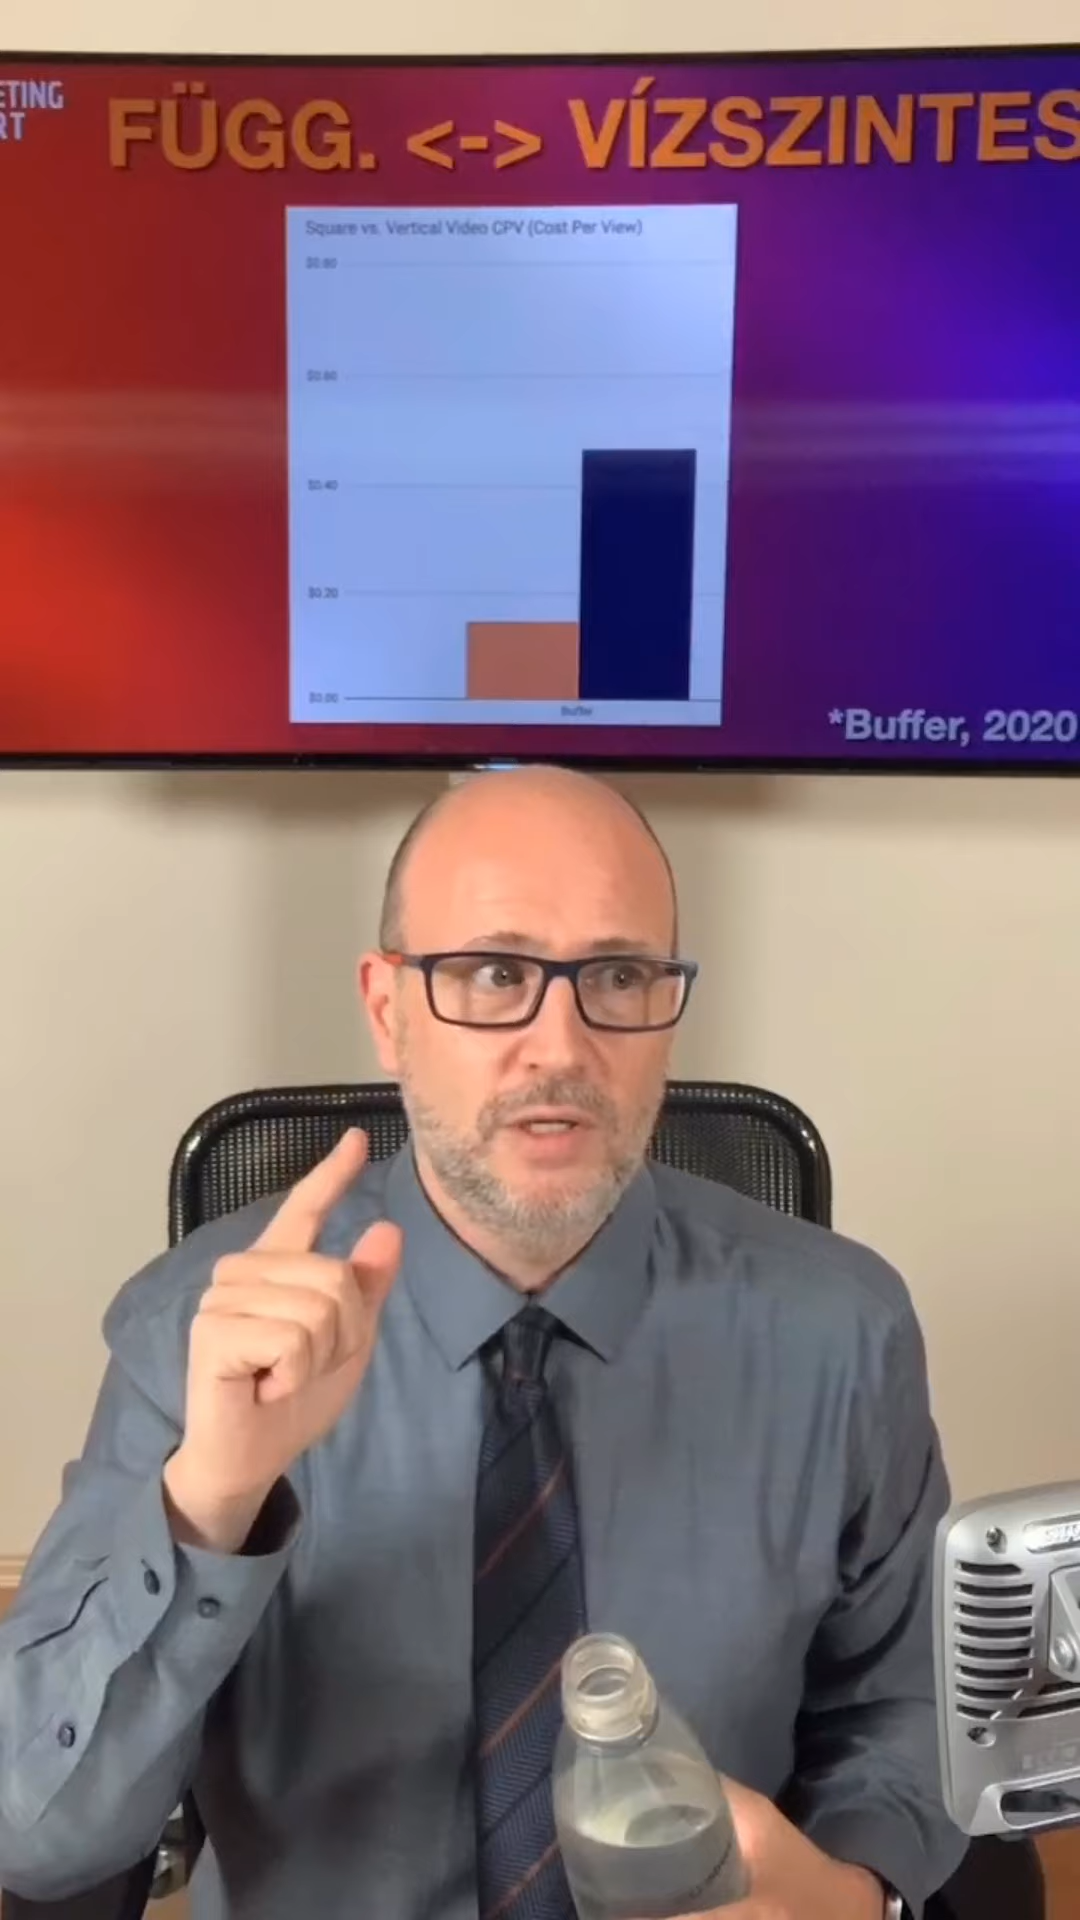 ETING
RT
FÜGG. <-> VÍZSZINTES
Square vs. Vertical Video CPV (Cost Per View)
$0.80
$0.60
$0.40
$0.20
$0.00
Buffer
*Buffer, 2020